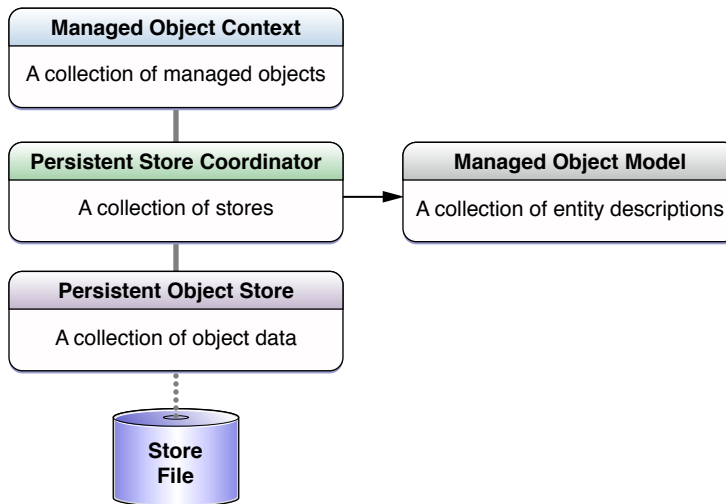 Managed Object Context
A collection of managed objects
Persistent Store Coordinator
A collection of stores
Managed Object Model
A collection of entity descriptions
Persistent Object Store
A collection of object data
Store
File